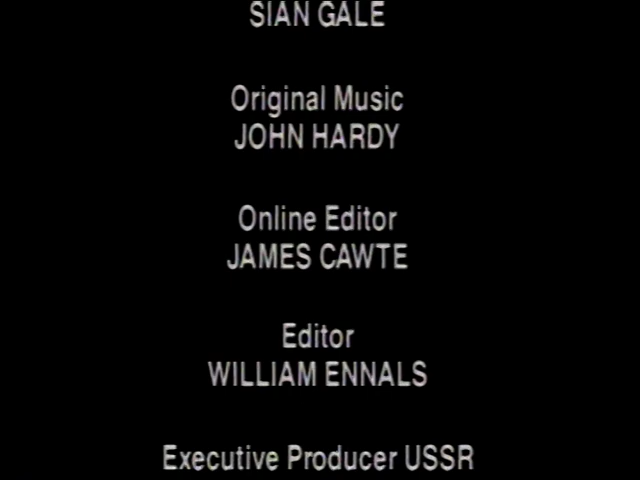 SIAN GALE
Original Music
JOHN HARDY
Online Editor
JAMES CAWTE
Editor
WILLIAM ENNALS
Executive Producer USSR